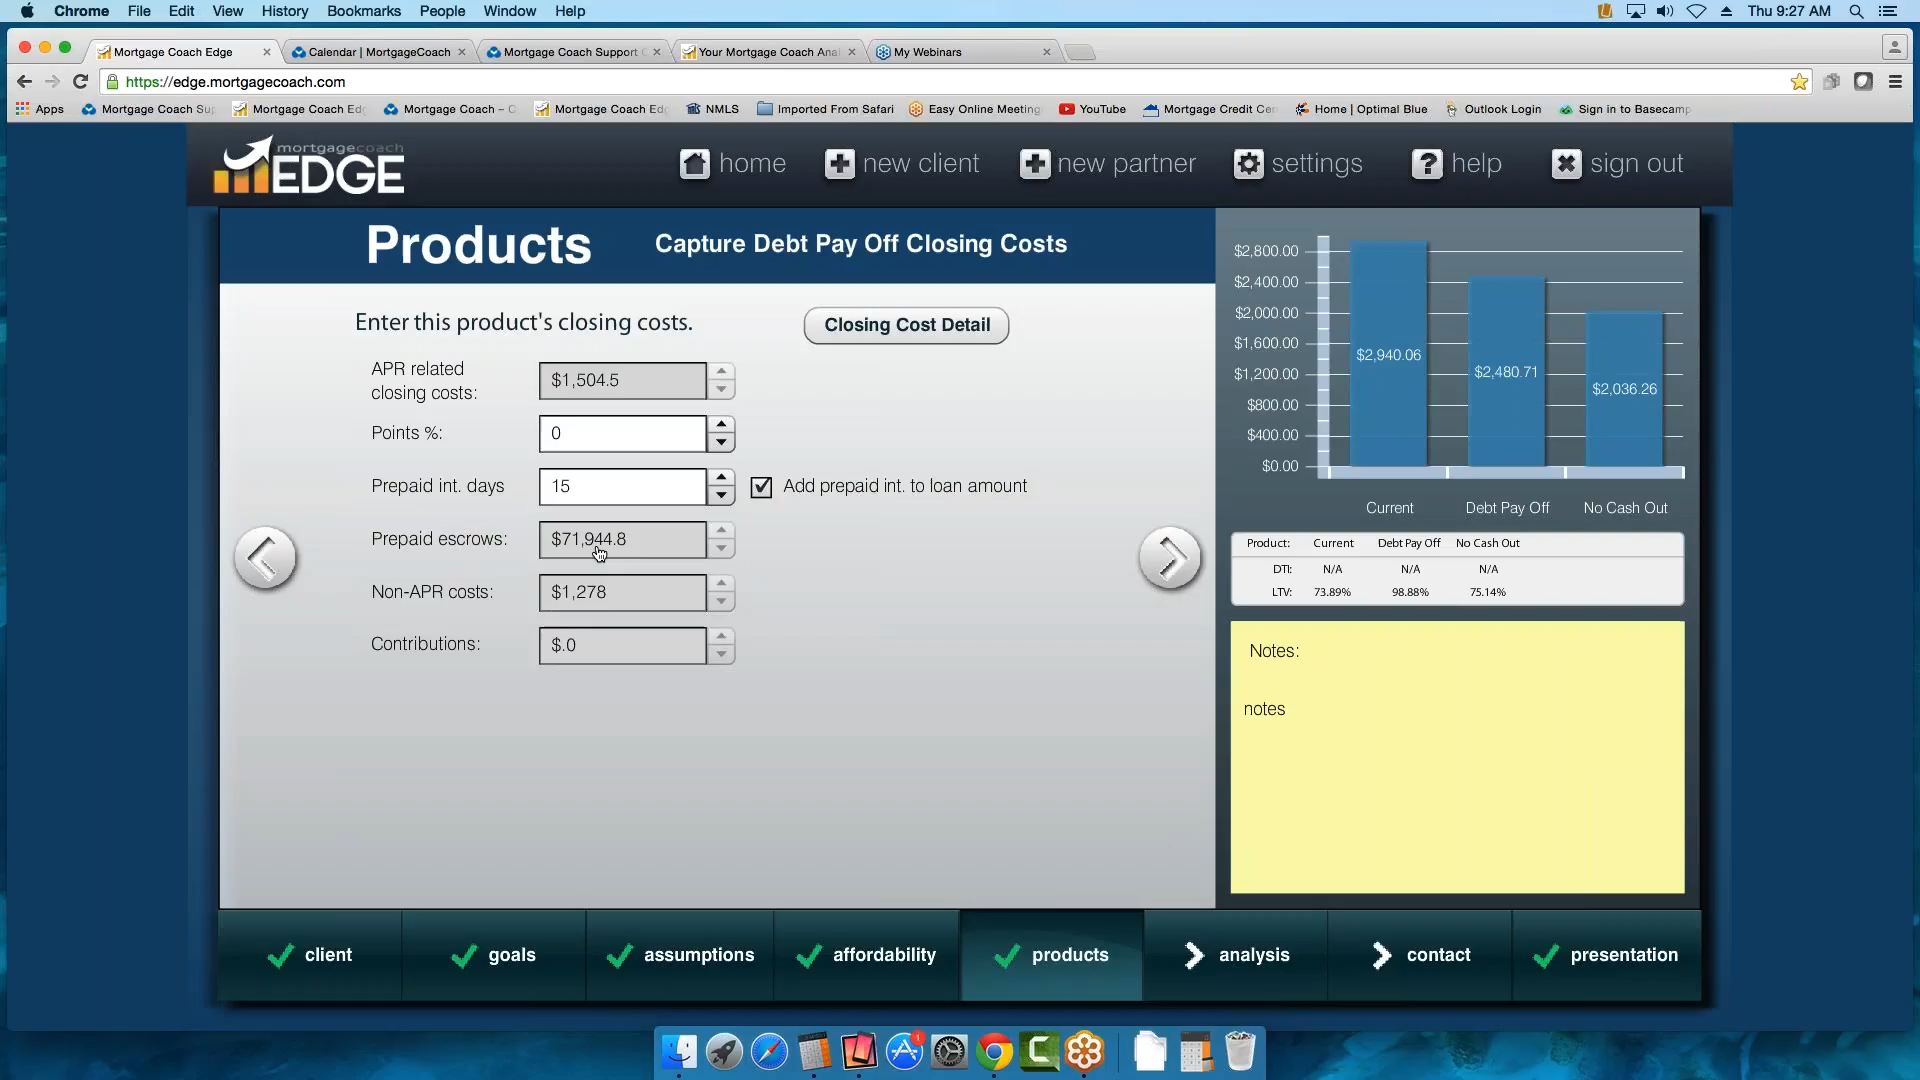 Chrome File Edit View History Bookmarks People Window Help
Thu 9:27 AM
Mortgage Coach Edge
Calendar | MortgageCoach
Mortgage Coach Support
Your Mortgage Coach Anal
My Webinars
https://edge.mortgagecoach.com
Apps
Mortgage Coach Sup
Mortgage Coach Ed
Mortgage Coach – C
Mortgage Coach Ed
NMLS
Imported From Safari
Easy Online Meeting
YouTube
Mortgage Credit Cer
Home | Optimal Blue
Outlook Login
Sign in to Basecamp
mortgagecoach
EDGE
home
new client
new partner
settings
help
sign out
Products
Capture Debt Pay Off Closing Costs
Enter this product's closing costs.
Closing Cost Detail
APR related
closing costs:
$1,504.5
Points %:
0
Prepaid int. days
15
Add prepaid int. to loan amount
Prepaid escrows:
$71,944.8
Non-APR costs:
$1,278
Contributions:
$.0
$2,800.00
$2,400.00
$2,000.00
$1,600.00
$1,200.00
$800.00
$400.00
$0.00
$2,940.06
$2,480.71
$2,036.26
Current
Debt Pay Off
No Cash Out
Product: Current Debt Pay Off No Cash Out
DTI: N/A N/A N/A
LTV: 73.89% 98.88% 75.14%
Notes:
notes
client
goals
assumptions
affordability
products
analysis
contact
presentation
1